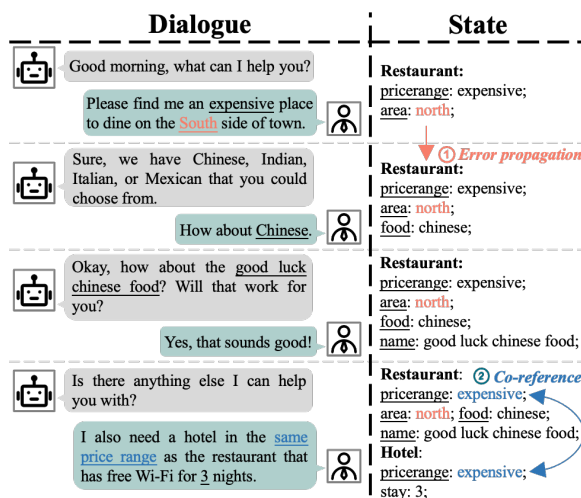 Dialogue
State
Good morning, what can I help you?
Please find me an expensive place
to dine on the South side of town.
Restaurant:
pricerange: expensive;
area: north;
① Error propagation
Sure, we have Chinese, Indian,
Italian, or Mexican that you could
choose from.
How about Chinese.
Restaurant:
pricerange: expensive;
area: north;
food: chinese;
Okay, how about the good luck
chinese food? Will that work for
you?
Yes, that sounds good!
Restaurant:
pricerange: expensive;
area: north;
food: chinese;
name: good luck chinese food;
Is there anything else I can help
you with?
I also need a hotel in the same
price range as the restaurant that
has free Wi-Fi for 3 nights.
Restaurant: ② Co-reference
pricerange: expensive;
area: north; food: chinese;
name: good luck chinese food;
Hotel:
pricerange: expensive;
stay: 3;